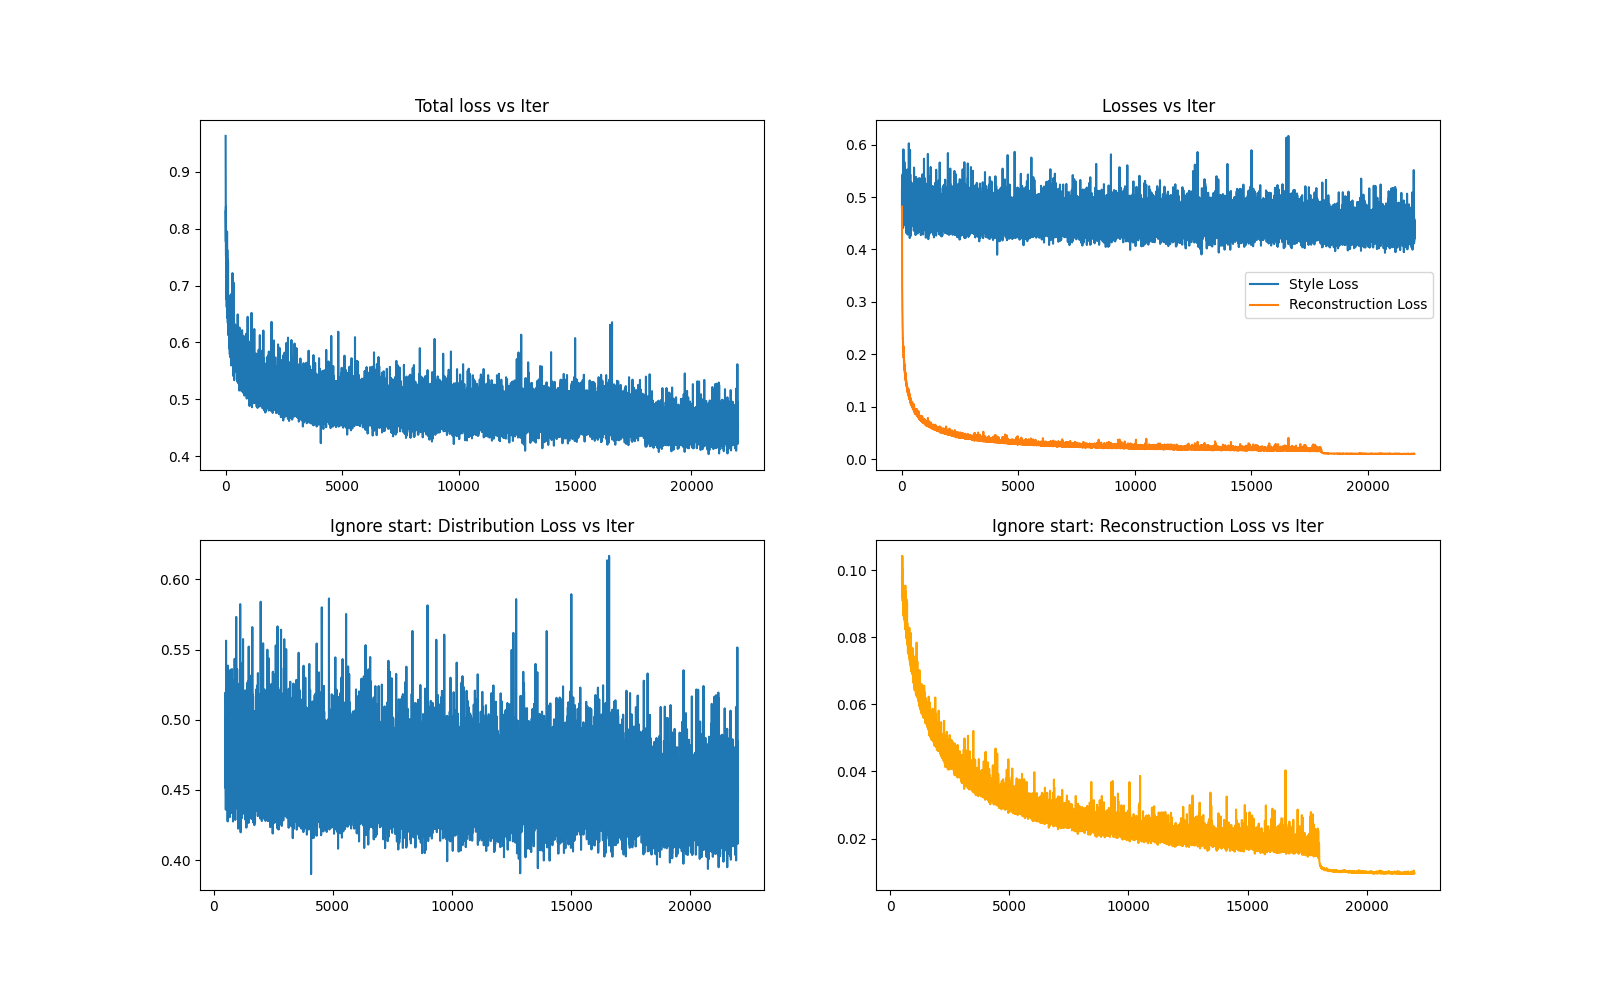 Total loss vs Iter
0.9
0.8
0.7
0.6
0.5
0.4
0 5000 10000 15000 20000
Losses vs Iter
0.6
0.5
0.4
0.3
0.2
0.1
0.0
Style Loss
Reconstruction Loss
0 5000 10000 15000 20000
Ignore start: Distribution Loss vs Iter
0.60
0.55
0.50
0.45
0.40
0 5000 10000 15000 20000
Ignore start: Reconstruction Loss vs Iter
0.10
0.08
0.06
0.04
0.02
0 5000 10000 15000 20000